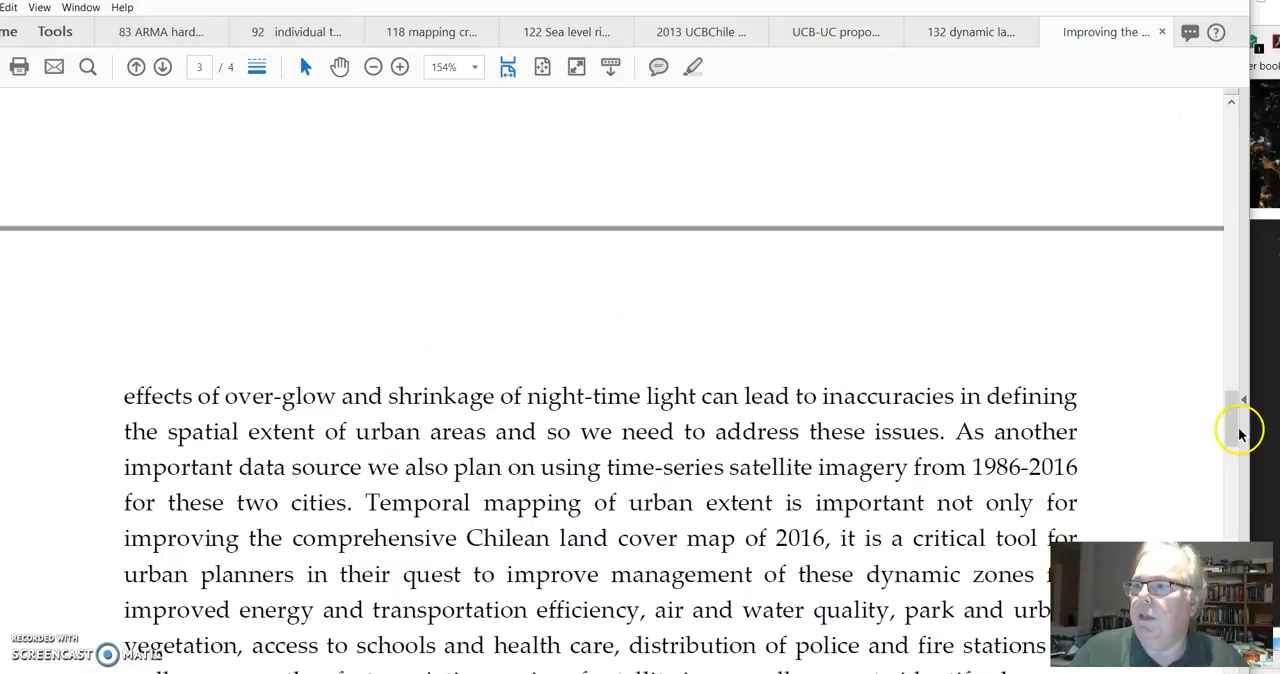 Edit View Window Help
me Tools 83 ARMA hard... 92 individual t... 118 mapping cr... 122 Sea level ri... 2013 UCBChile ... UCB-UC propo... 132 dynamic la... Improving the ... ×
3 / 4 154%
er book
effects of over-glow and shrinkage of night-time light can lead to inaccuracies in defining
the spatial extent of urban areas and so we need to address these issues. As another
important data source we also plan on using time-series satellite imagery from 1986-2016
for these two cities. Temporal mapping of urban extent is important not only for
improving the comprehensive Chilean land cover map of 2016, it is a critical tool for
urban planners in their quest to improve management of these dynamic zones
improved energy and transportation efficiency, air and water quality, park and urb
vegetation, access to schools and health care, distribution of police and fire stations
RECORDED WITH
SCREENCAST MATIC